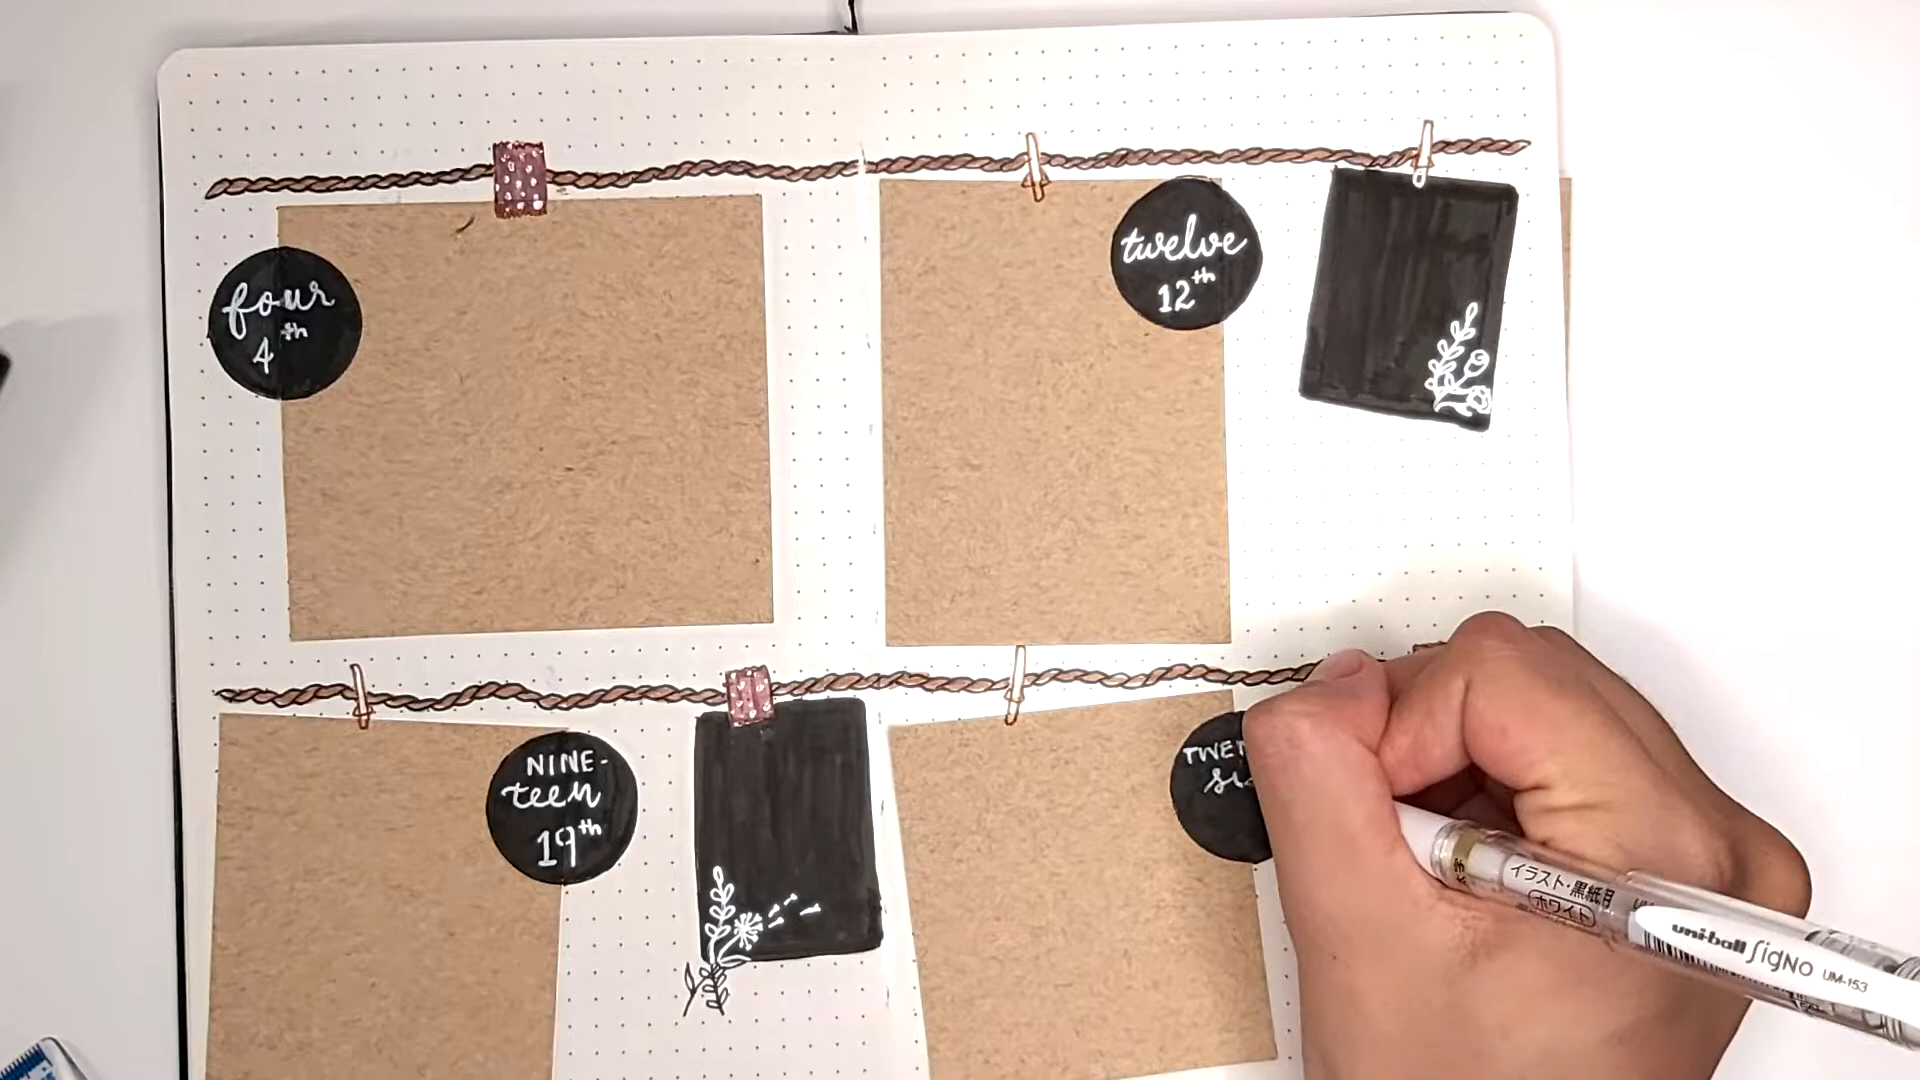 four
4th
twelve
12th
NINE-
teen
19th
イラスト・黒紙用
ホワイト
uni-ball SigNO UM-153